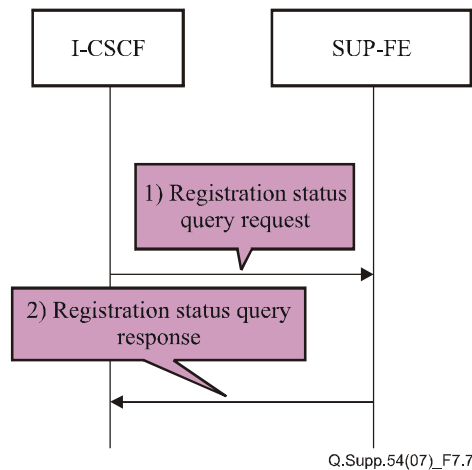 I-CSCF
SUP-FE
1) Registration status
query request
2) Registration status query
response
Q.Supp.54(07)_F7.7